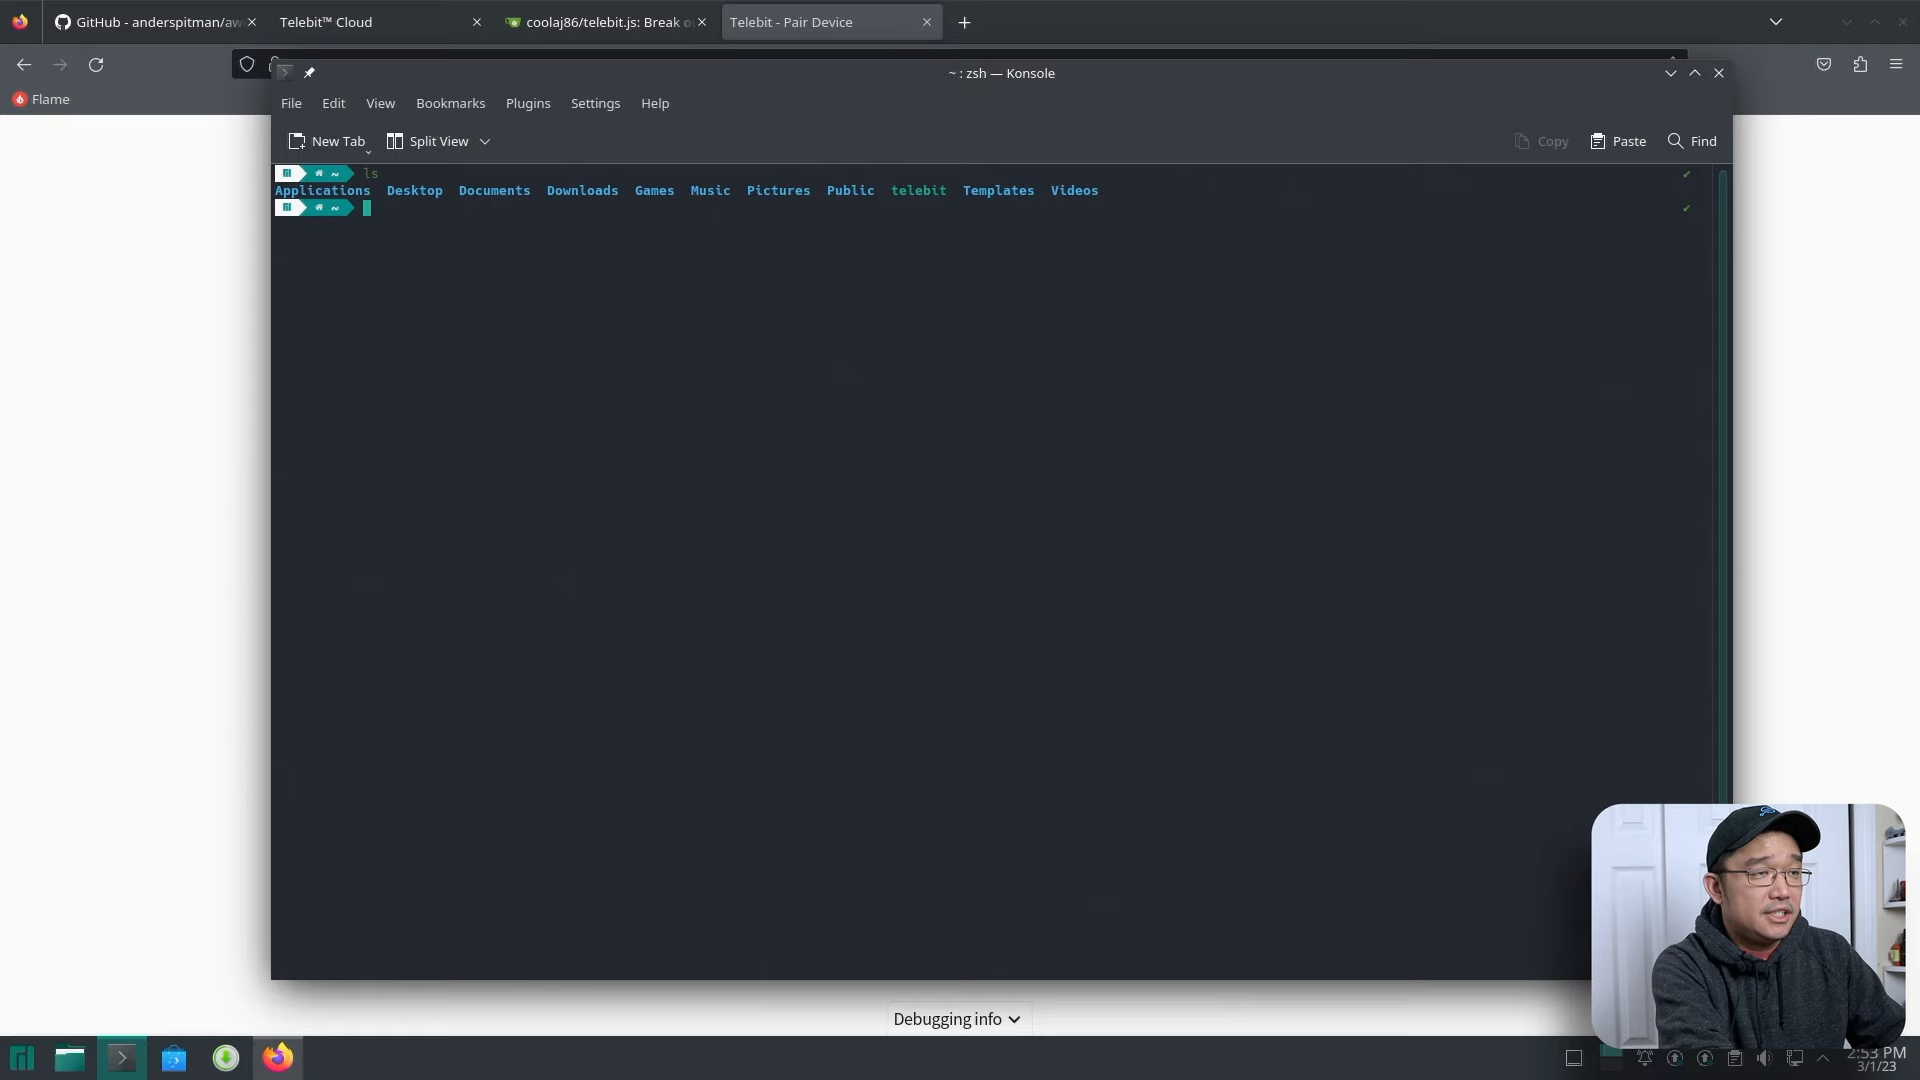 GitHub - anderspitman/aw
Telebit™ Cloud
coolaj86/telebit.js: Break o
Telebit - Pair Device
~ : zsh — Konsole
Flame
File Edit View Bookmarks Plugins Settings Help
New Tab Split View Copy Paste Find
~ ls
Applications Desktop Documents Downloads Games Music Pictures Public telebit Templates Videos
~
Debugging info
2:53 PM
3/1/23